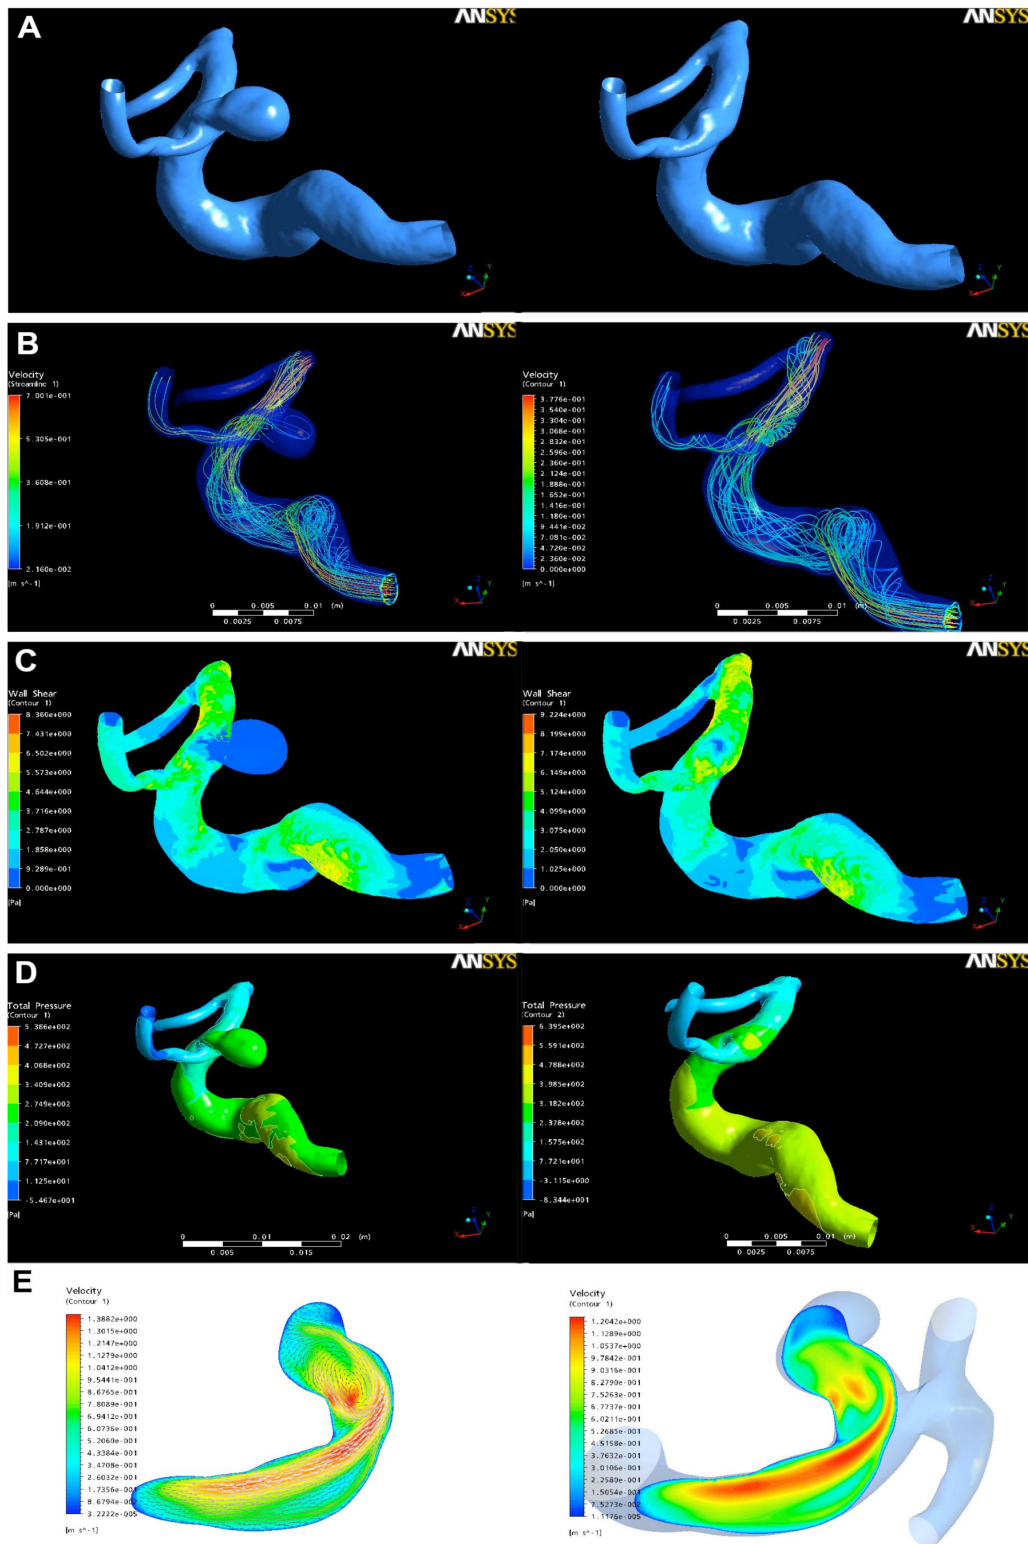 A
ANSYS
ANSYS
Z
Y
X
Z
Y
X
B
ANSYS
ANSYS
Velocity
(Streamline 1)
7.001e-001
5.305e-001
3.608e-001
1.912e-001
2.160e-002
[m s^-1]
0 0.005 0.01 (m)
0.0025 0.0075
Z
Y
X
Velocity
(Contour 1)
3.776e-001
3.540e-001
3.304e-001
3.068e-001
2.832e-001
2.596e-001
2.360e-001
2.124e-001
1.888e-001
1.652e-001
1.416e-001
1.180e-001
9.441e-002
7.081e-002
4.720e-002
2.360e-002
0.000e+000
[m s^-1]
0 0.005 0.01 (m)
0.0025 0.0075
Z
Y
X
C
ANSYS
ANSYS
Wall Shear
(Contour 1)
8.360e+000
7.431e+000
6.502e+000
5.573e+000
4.644e+000
3.716e+000
2.787e+000
1.858e+000
9.289e-001
0.000e+000
[Pa]
Z
Y
X
Wall Shear
(Contour 1)
9.224e+000
8.199e+000
7.174e+000
6.149e+000
5.124e+000
4.099e+000
3.075e+000
2.050e+000
1.025e+000
0.000e+000
[Pa]
Z
Y
X
D
ANSYS
ANSYS
Total Pressure
(Contour 1)
5.386e+002
4.727e+002
4.068e+002
3.409e+002
2.749e+002
2.090e+002
1.431e+002
7.717e+001
1.125e+001
-5.467e+001
[Pa]
0 0.01 0.02 (m)
0.005 0.015
Z
Y
X
Total Pressure
(Contour 2)
6.395e+002
5.591e+002
4.788e+002
3.985e+002
3.182e+002
2.378e+002
1.575e+002
7.721e+001
-3.115e+000
-8.344e+001
[Pa]
0 0.005 0.01 (m)
0.0025 0.0075
Z
Y
X
E
Velocity
(Contour 1)
1.3882e+000
1.3015e+000
1.2147e+000
1.1279e+000
1.0412e+000
9.5441e-001
8.6765e-001
7.8089e-001
6.9412e-001
6.0736e-001
5.2060e-001
4.3384e-001
3.4708e-001
2.6032e-001
1.7356e-001
8.6794e-002
3.2222e-005
[m s^-1]
Velocity
(Contour 1)
1.2042e+000
1.1289e+000
1.0537e+000
9.7842e-001
9.0316e-001
8.2790e-001
7.5263e-001
6.7737e-001
6.0211e-001
5.2685e-001
4.5158e-001
3.7632e-001
3.0106e-001
2.2580e-001
1.5054e-001
7.5273e-002
1.1176e-005
[m s^-1]